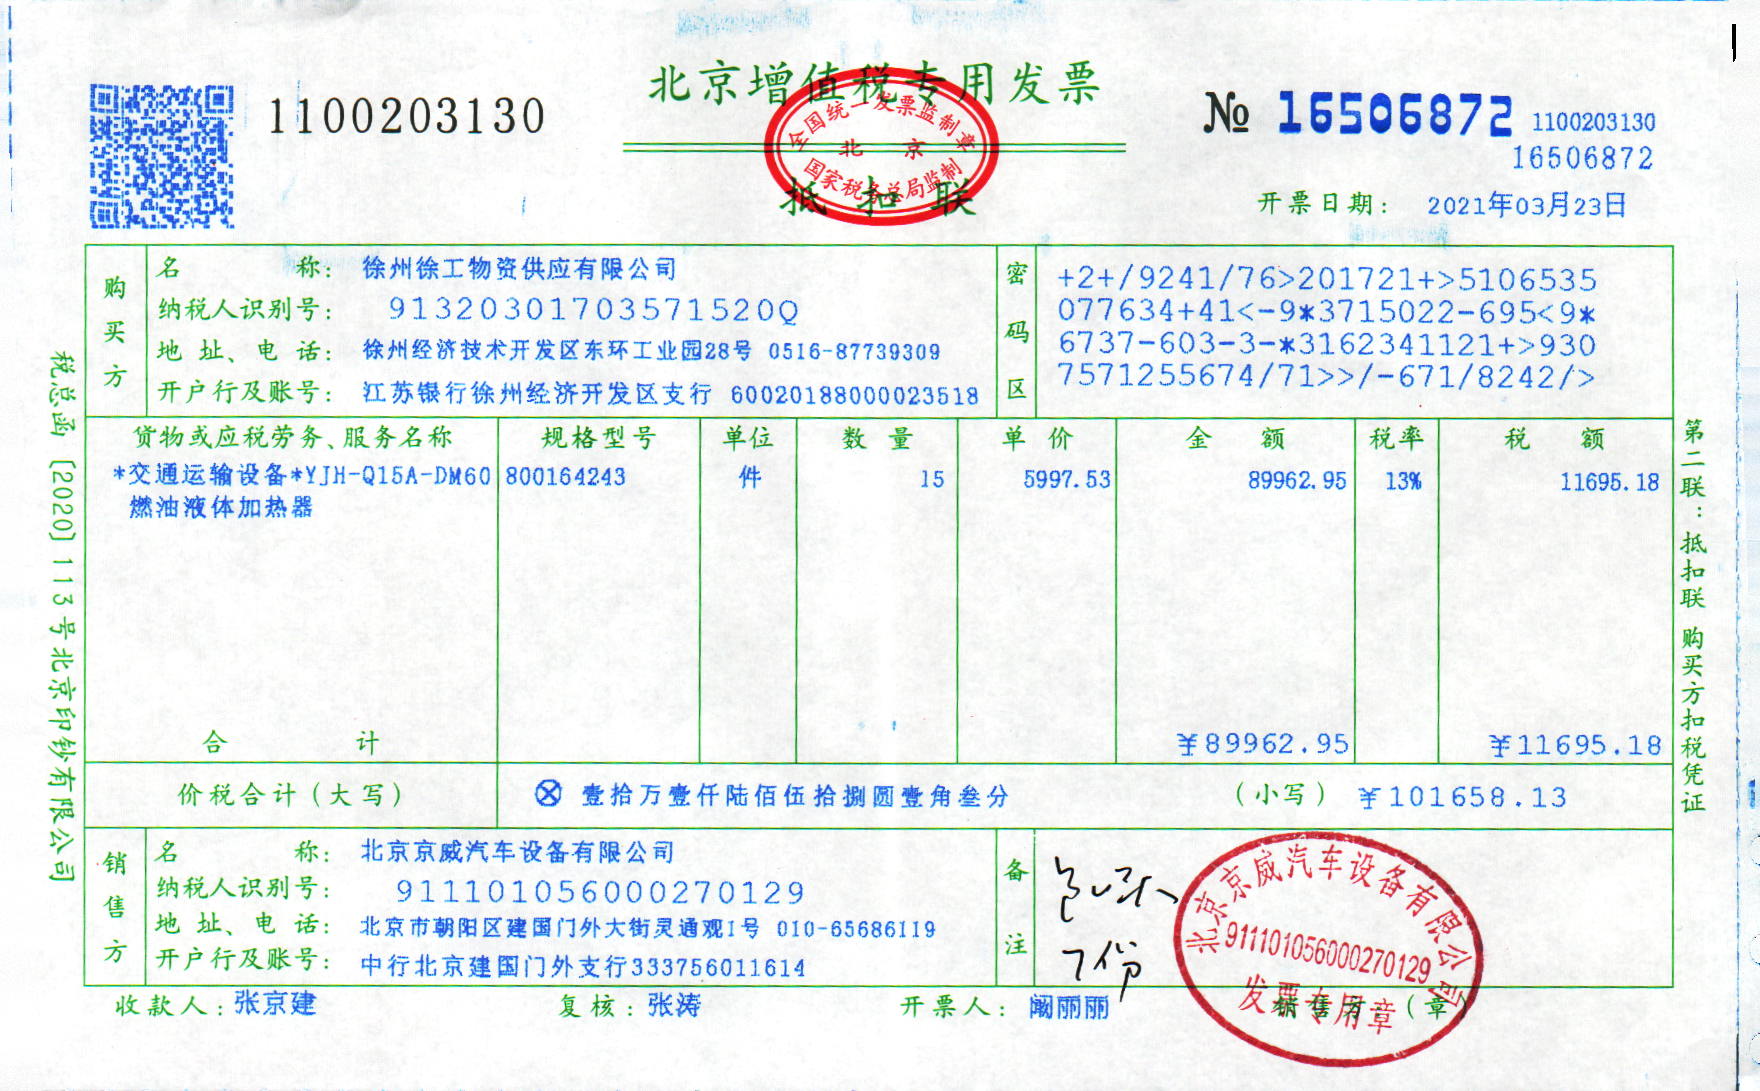 北京增值税专用发票
1100203130
№ 16506872
1100203130
16506872
全国统一发票监制章
北京
国家税务总局监制
抵扣联
开票日期： 2021年03月23日
税总函〔2020〕113号北京印钞有限公司
购买方
名称： 徐州徐工物资供应有限公司
纳税人识别号： 91320301703571520Q
地址、电话： 徐州经济技术开发区东环工业园28号 0516-87739309
开户行及账号： 江苏银行徐州经济开发区支行 60020188000023518
密码区
+2+/9241/76>201721+>5106535
077634+41<-9*3715022-695<9*
6737-603-3-*3162341121+>930
7571255674/71>>/-671/8242/>
货物或应税劳务、服务名称 规格型号 单位 数量 单价 金额 税率 税额
*交通运输设备*YJH-Q15A-DM60 800164243 件 15 5997.53 89962.95 13% 11695.18
燃油液体加热器
合计 ¥89962.95 ¥11695.18
价税合计（大写） ⊗ 壹拾万壹仟陆佰伍拾捌圆壹角叁分 （小写） ¥101658.13
第二联：抵扣联 购买方扣税凭证
销售方
名称： 北京京威汽车设备有限公司
纳税人识别号： 911101056000270129
地址、电话： 北京市朝阳区建国门外大街灵通观1号 010-65686119
开户行及账号： 中行北京建国门外支行333756011614
备注
7份
北京京威汽车设备有限公司
911101056000270129
发票专用章
收款人：张京建 复核：张涛 开票人：阚丽丽 销售方：（章）